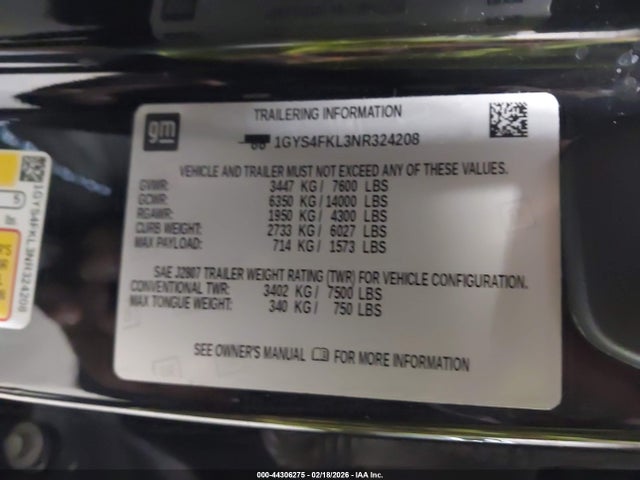 gm
TRAILERING INFORMATION
1GYS4FKL3NR324208
VEHICLE AND TRAILER MUST NOT EXCEED ANY OF THESE VALUES.
GVWR: 3447 KG / 7600 LBS
GCWR: 6350 KG / 14000 LBS
RGAWR: 1950 KG / 4300 LBS
CURB WEIGHT: 2733 KG / 6027 LBS
MAX PAYLOAD: 714 KG / 1573 LBS
SAE J2807 TRAILER WEIGHT RATING (TWR) FOR VEHICLE CONFIGURATION.
CONVENTIONAL TWR: 3402 KG / 7500 LBS
MAX TONGUE WEIGHT: 340 KG / 750 LBS
SEE OWNER'S MANUAL FOR MORE INFORMATION
1GYS4FKL3NR324208
5
000-44306275 - 02/18/2026 - IAA Inc.